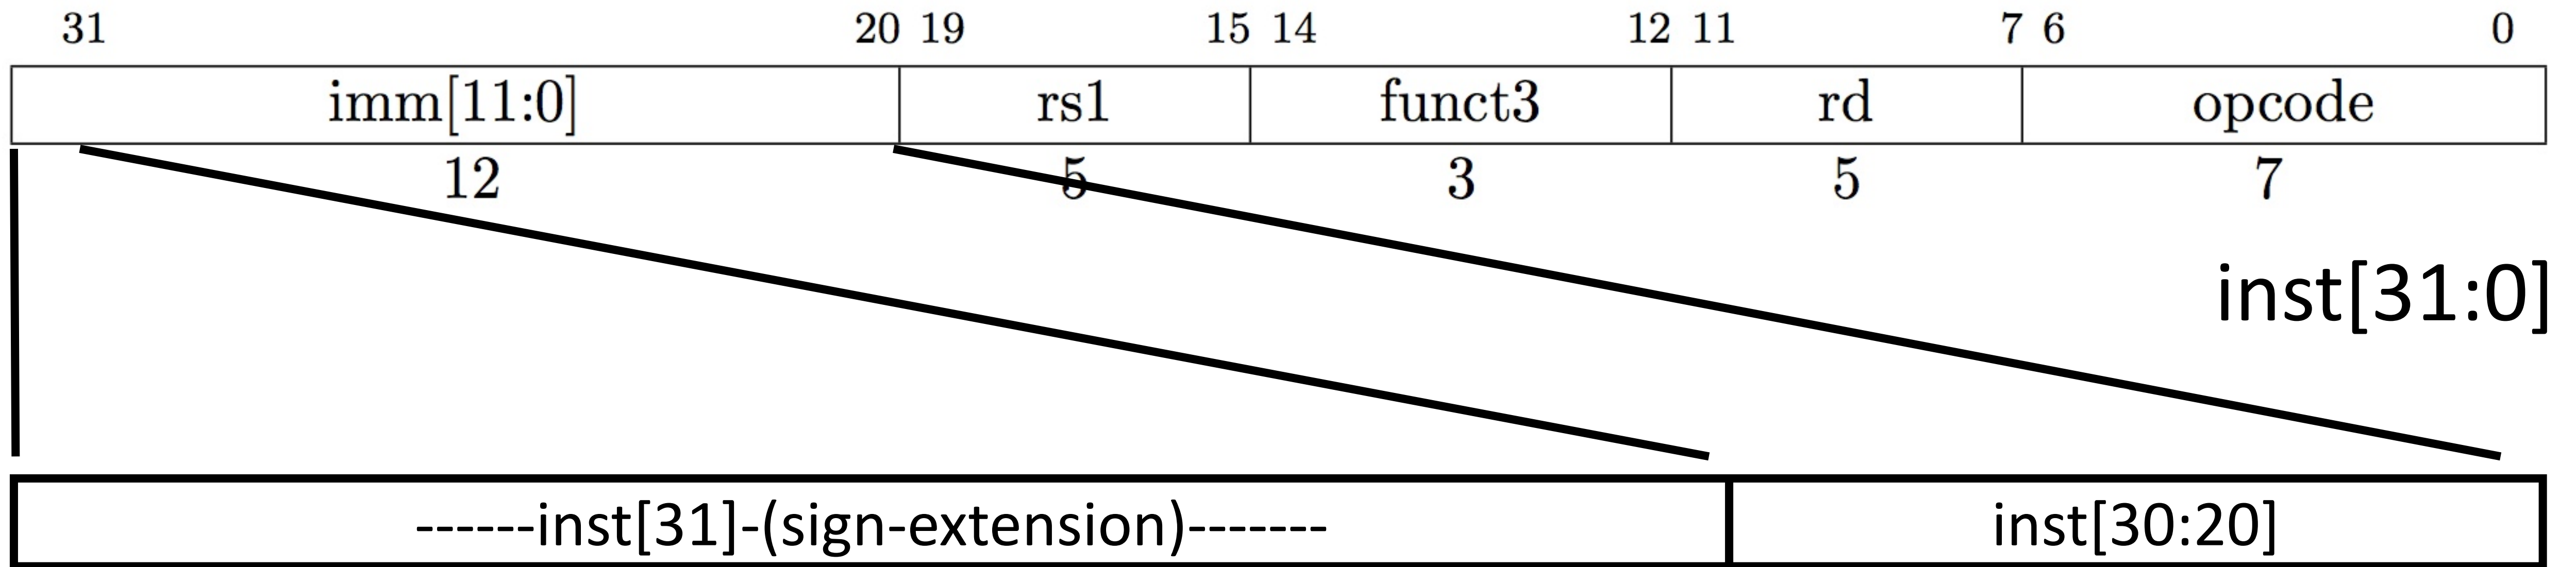 31 20 19 15 14 12 11 7 6 0
imm[11:0] rs1 funct3 rd opcode
12 5 3 5 7
inst[31:0]
------inst[31]-(sign-extension)------- inst[30:20]